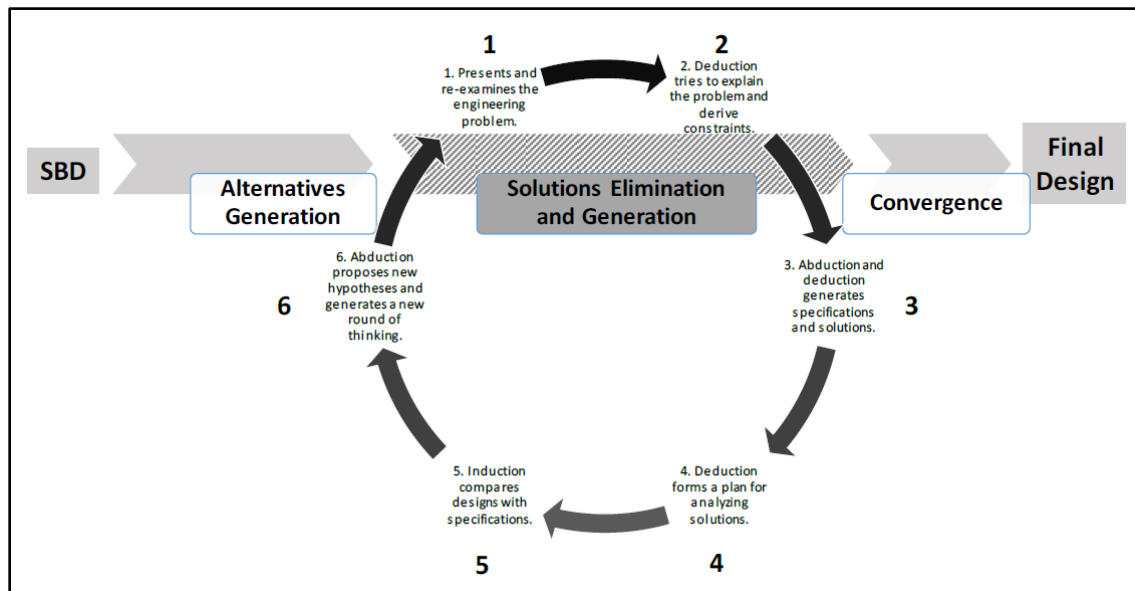 1
2
1. Presents and
re-examines the
engineering
problem.
2. Deduction
tries to explain
the problem and
derive
constraints.
SBD
Alternatives
Generation
Solutions Elimination
and Generation
Convergence
Final
Design
6. Abduction
proposes new
hypotheses and
generates a new
round of
thinking.
6
3. Abduction and
deduction
generates
specifications
and solutions.
3
5. Induction
compares
designs with
specifications.
4. Deduction
forms a plan for
analyzing
solutions.
5
4